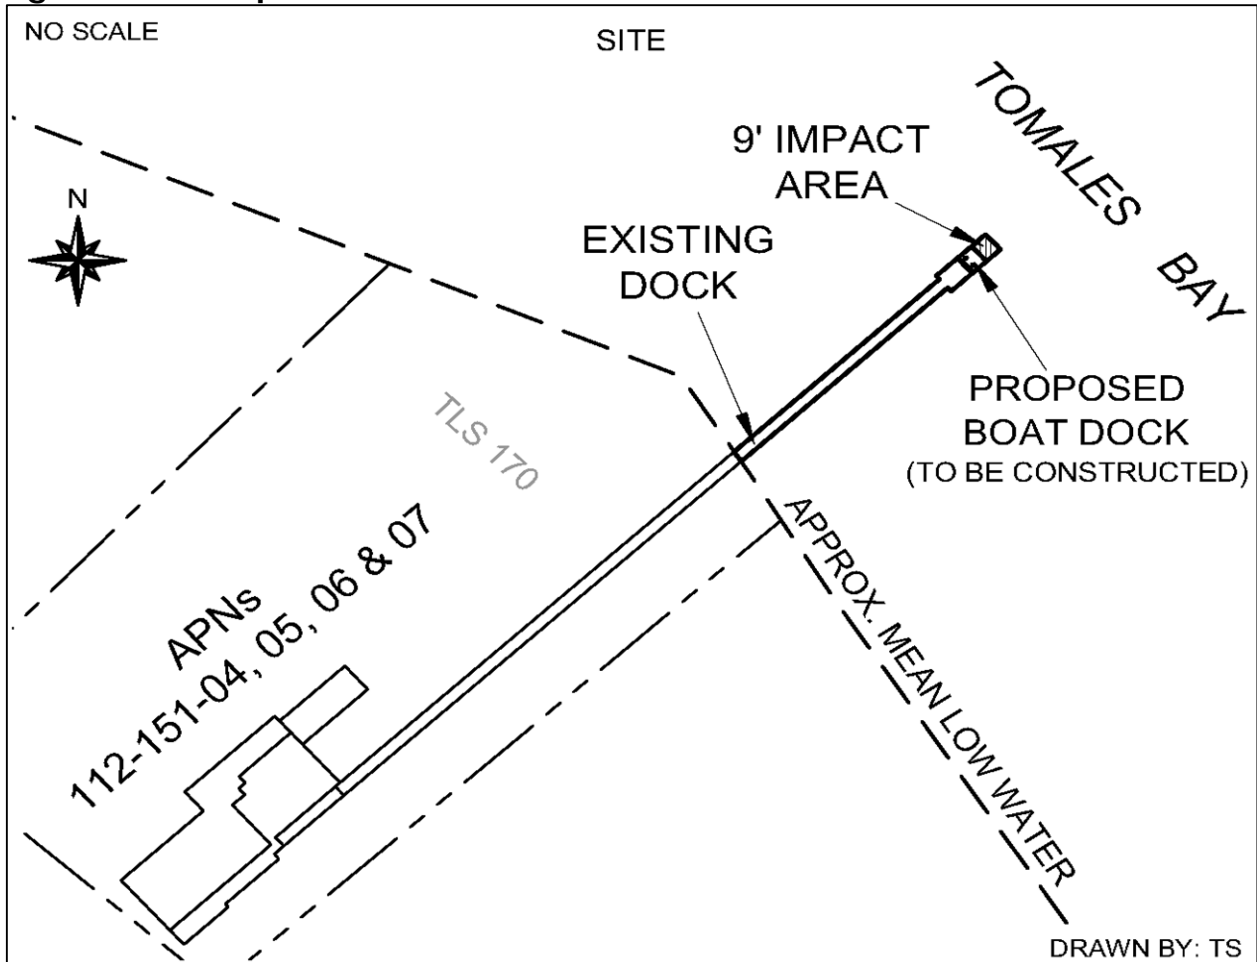 NO SCALE
SITE
TOMALES BAY
9' IMPACT
AREA
N
EXISTING
DOCK
PROPOSED
BOAT DOCK
(TO BE CONSTRUCTED)
TLS 170
APPROX. MEAN LOW WATER
APNs
112-151-04, 05, 06 & 07
DRAWN BY: TS